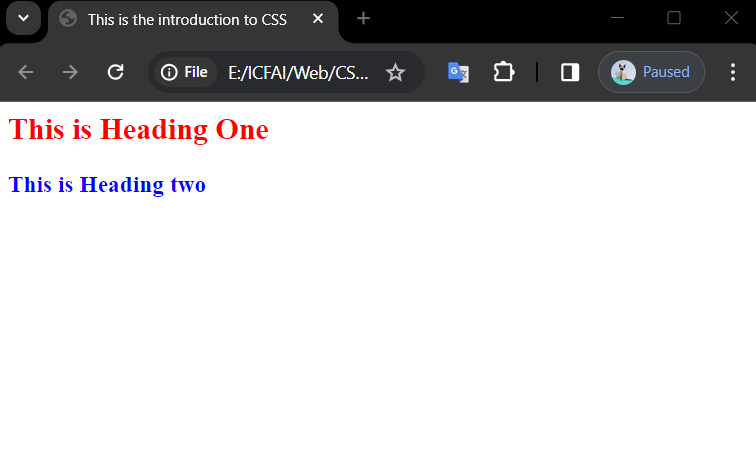 This is the introduction to CSS
File E:/ICFAI/Web/CS...
Paused
This is Heading One
This is Heading two